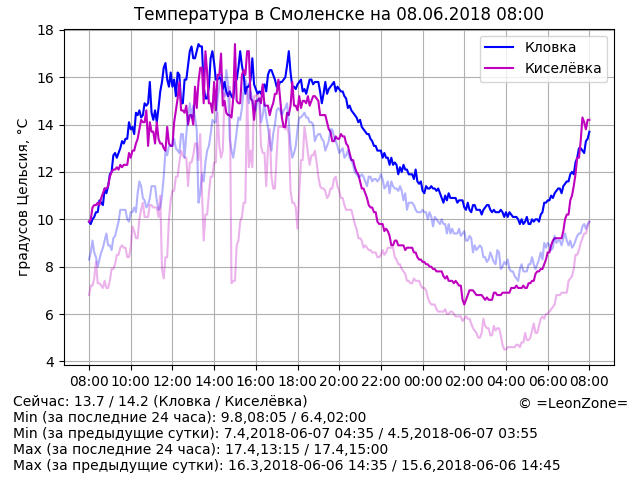 Температура в Смоленске на 08.06.2018 08:00
18
16
14
12
10
8
6
4
градусов Цельсия, °C
Кловка
Киселёвка
08:00 10:00 12:00 14:00 16:00 18:00 20:00 22:00 00:00 02:00 04:00 06:00 08:00
Сейчас: 13.7 / 14.2 (Кловка / Киселёвка)
© =LeonZone=
Min (за последние 24 часа): 9.8,08:05 / 6.4,02:00
Min (за предыдущие сутки): 7.4,2018-06-07 04:35 / 4.5,2018-06-07 03:55
Max (за последние 24 часа): 17.4,13:15 / 17.4,15:00
Max (за предыдущие сутки): 16.3,2018-06-06 14:35 / 15.6,2018-06-06 14:45